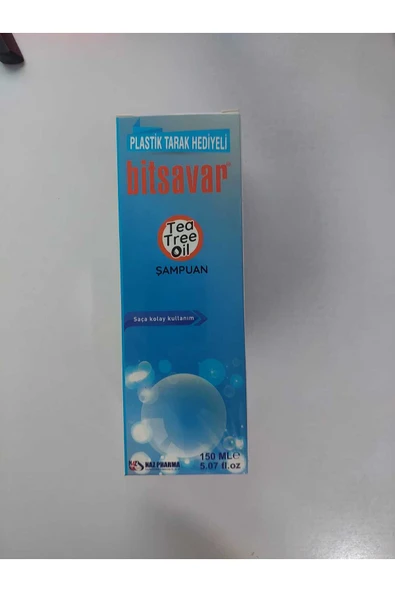 PLASTİK TARAK HEDİYELİ
bitsavar
Tea
Tree
Oil
ŞAMPUAN
Saça kolay kullanım
150 ML℮
5.07 fl.oz
NAZ PHARMA